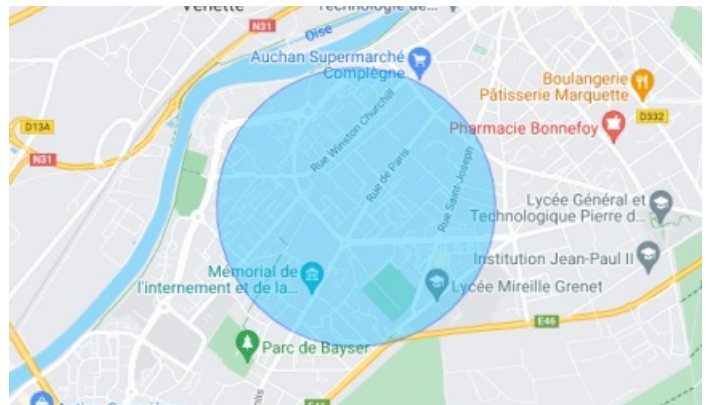 Venette
Technologie de...
N31
Oise
Auchan Supermarché
Compiègne
Boulangerie
Pâtisserie Marquette
D332
D13A
Pharmacie Bonnefoy
Rue Winston Churchill
N31
Rue de Paris
Rue Saint-Joseph
Lycée Général et
Technologique Pierre d...
Institution Jean-Paul II
Mémorial de
l'internement et de la...
Lycée Mireille Grenet
E46
Parc de Bayser
E46